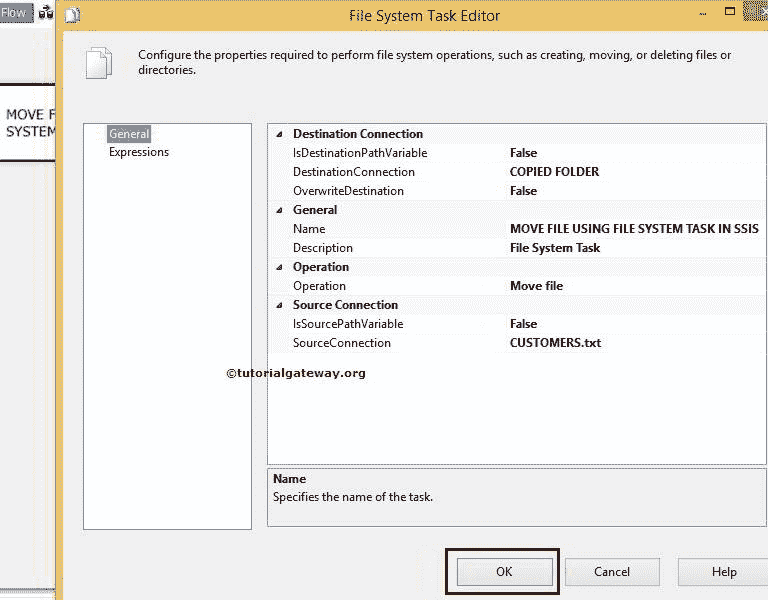 Flow
File System Task Editor
Configure the properties required to perform file system operations, such as creating, moving, or deleting files or
directories.
MOVE F
SYSTEM
General
Expressions
Destination Connection
IsDestinationPathVariable False
DestinationConnection COPIED FOLDER
OverwriteDestination False
General
Name MOVE FILE USING FILE SYSTEM TASK IN SSIS
Description File System Task
Operation
Operation Move file
Source Connection
IsSourcePathVariable False
SourceConnection CUSTOMERS.txt
©tutorialgateway.org
Name
Specifies the name of the task.
OK Cancel Help